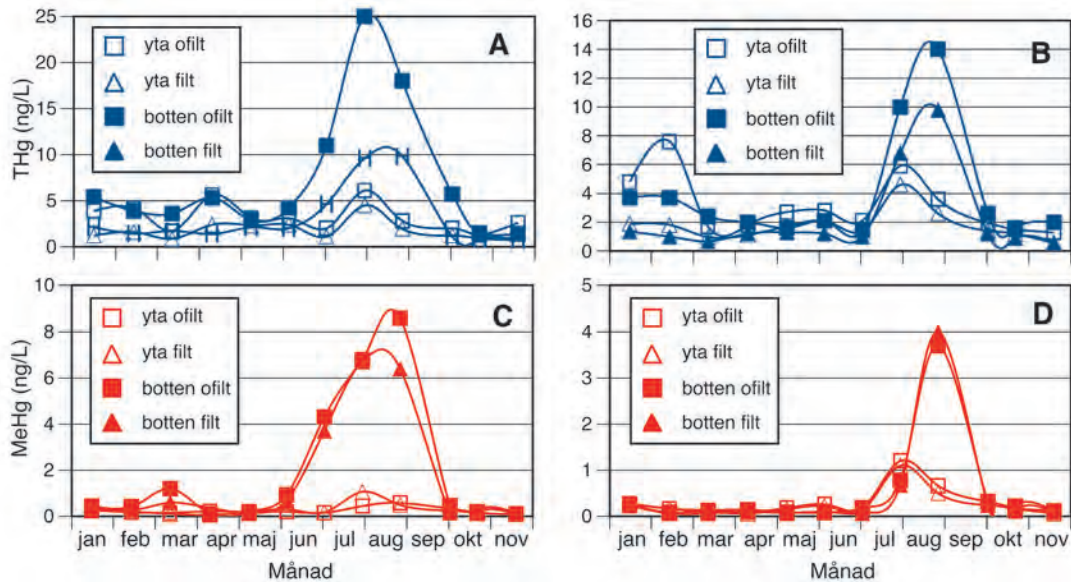 THg (ng/L)
25
20
15
10
5
0
yta ofilt
yta filt
botten ofilt
botten filt
A
16
14
12
10
8
6
4
2
0
yta ofilt
yta filt
botten ofilt
botten filt
B
MeHg (ng/L)
10
8
6
4
2
0
yta ofilt
yta filt
botten ofilt
botten filt
C
jan feb mar apr maj jun jul aug sep okt nov
Månad
5
4
3
2
1
0
yta ofilt
yta filt
botten ofilt
botten filt
D
jan feb mar apr maj jun jul aug sep okt nov
Månad